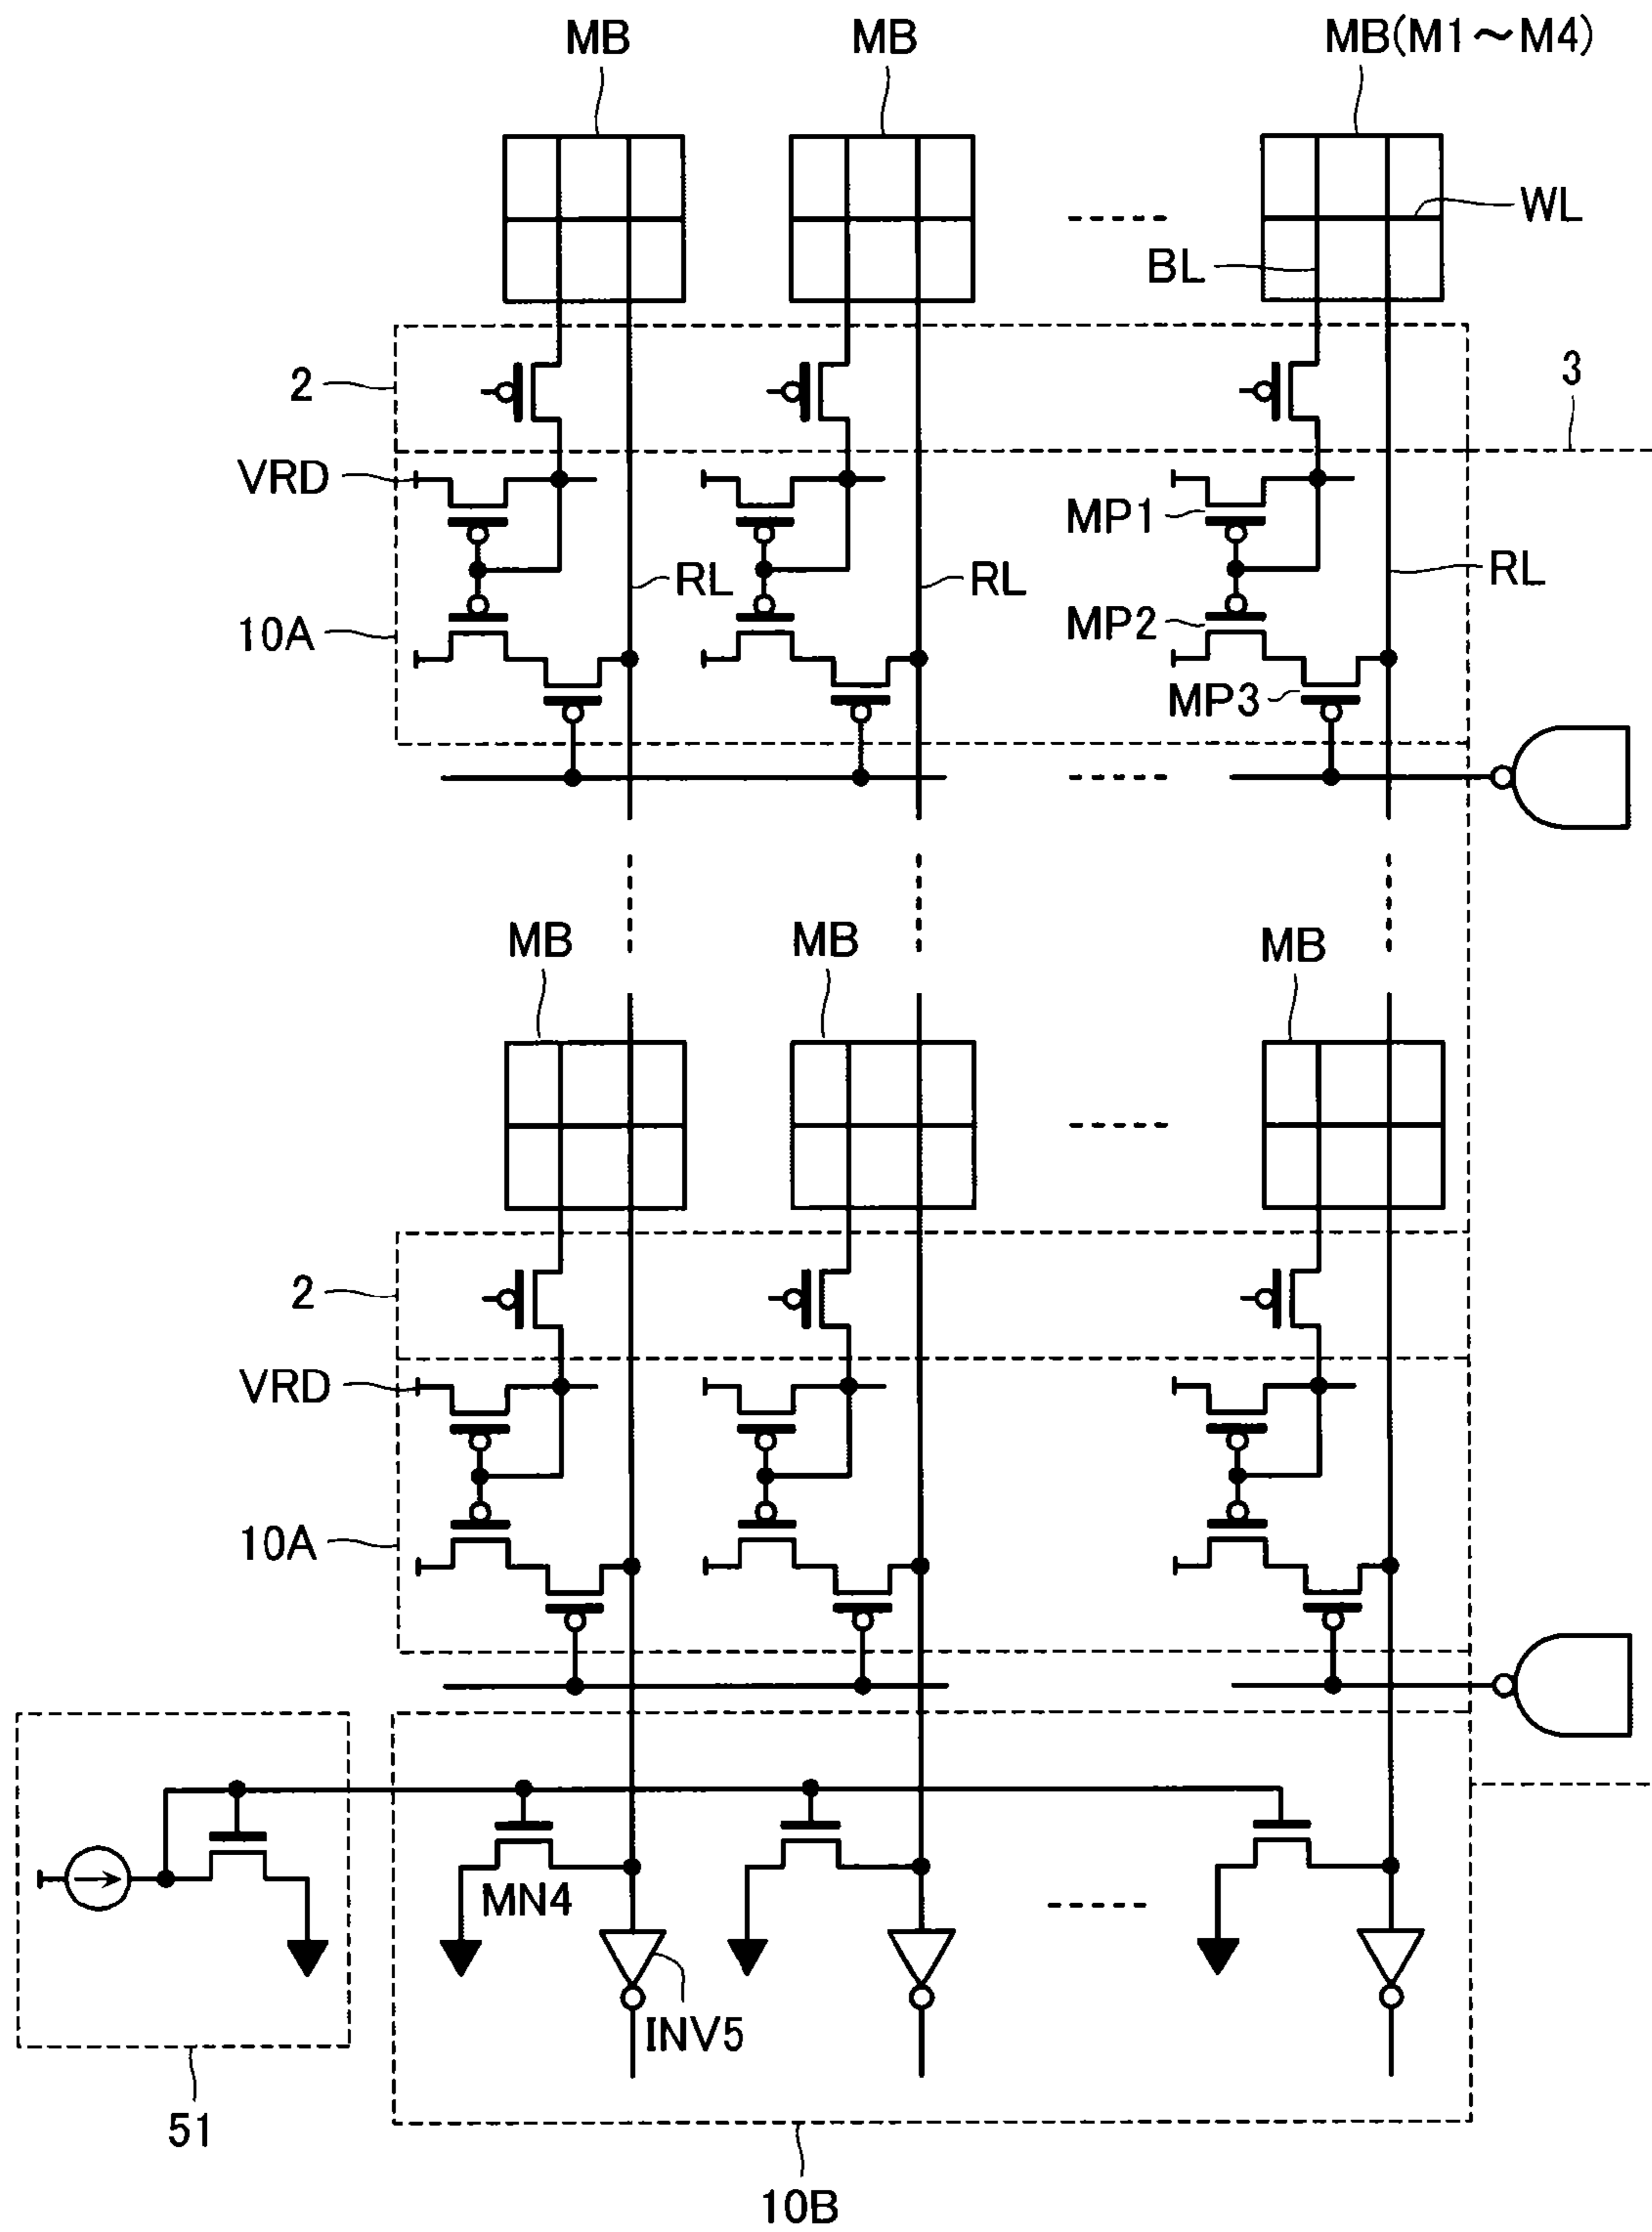 MB MB MB(M1～M4)
WL
BL
2
3
VRD
MP1
RL RL RL
10A
MP2
MP3
MB MB MB
2
VRD
10A
MN4
INV5
51
10B